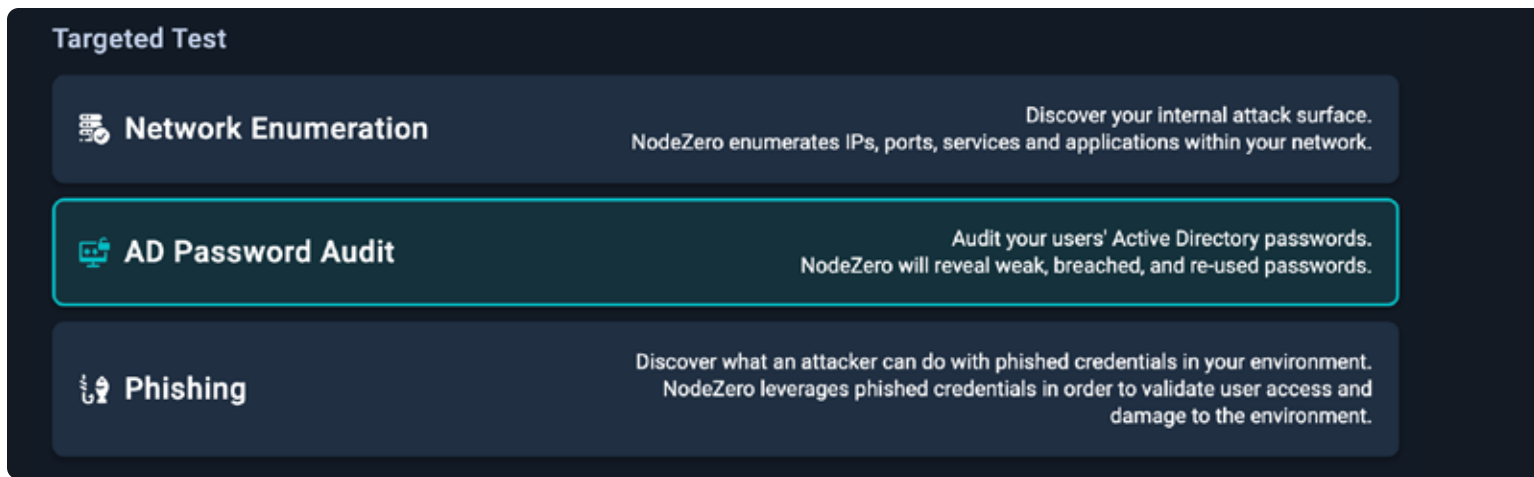 Targeted Test
Network Enumeration
Discover your internal attack surface.
NodeZero enumerates IPs, ports, services and applications within your network.
AD Password Audit
Audit your users' Active Directory passwords.
NodeZero will reveal weak, breached, and re-used passwords.
Phishing
Discover what an attacker can do with phished credentials in your environment.
NodeZero leverages phished credentials in order to validate user access and
damage to the environment.